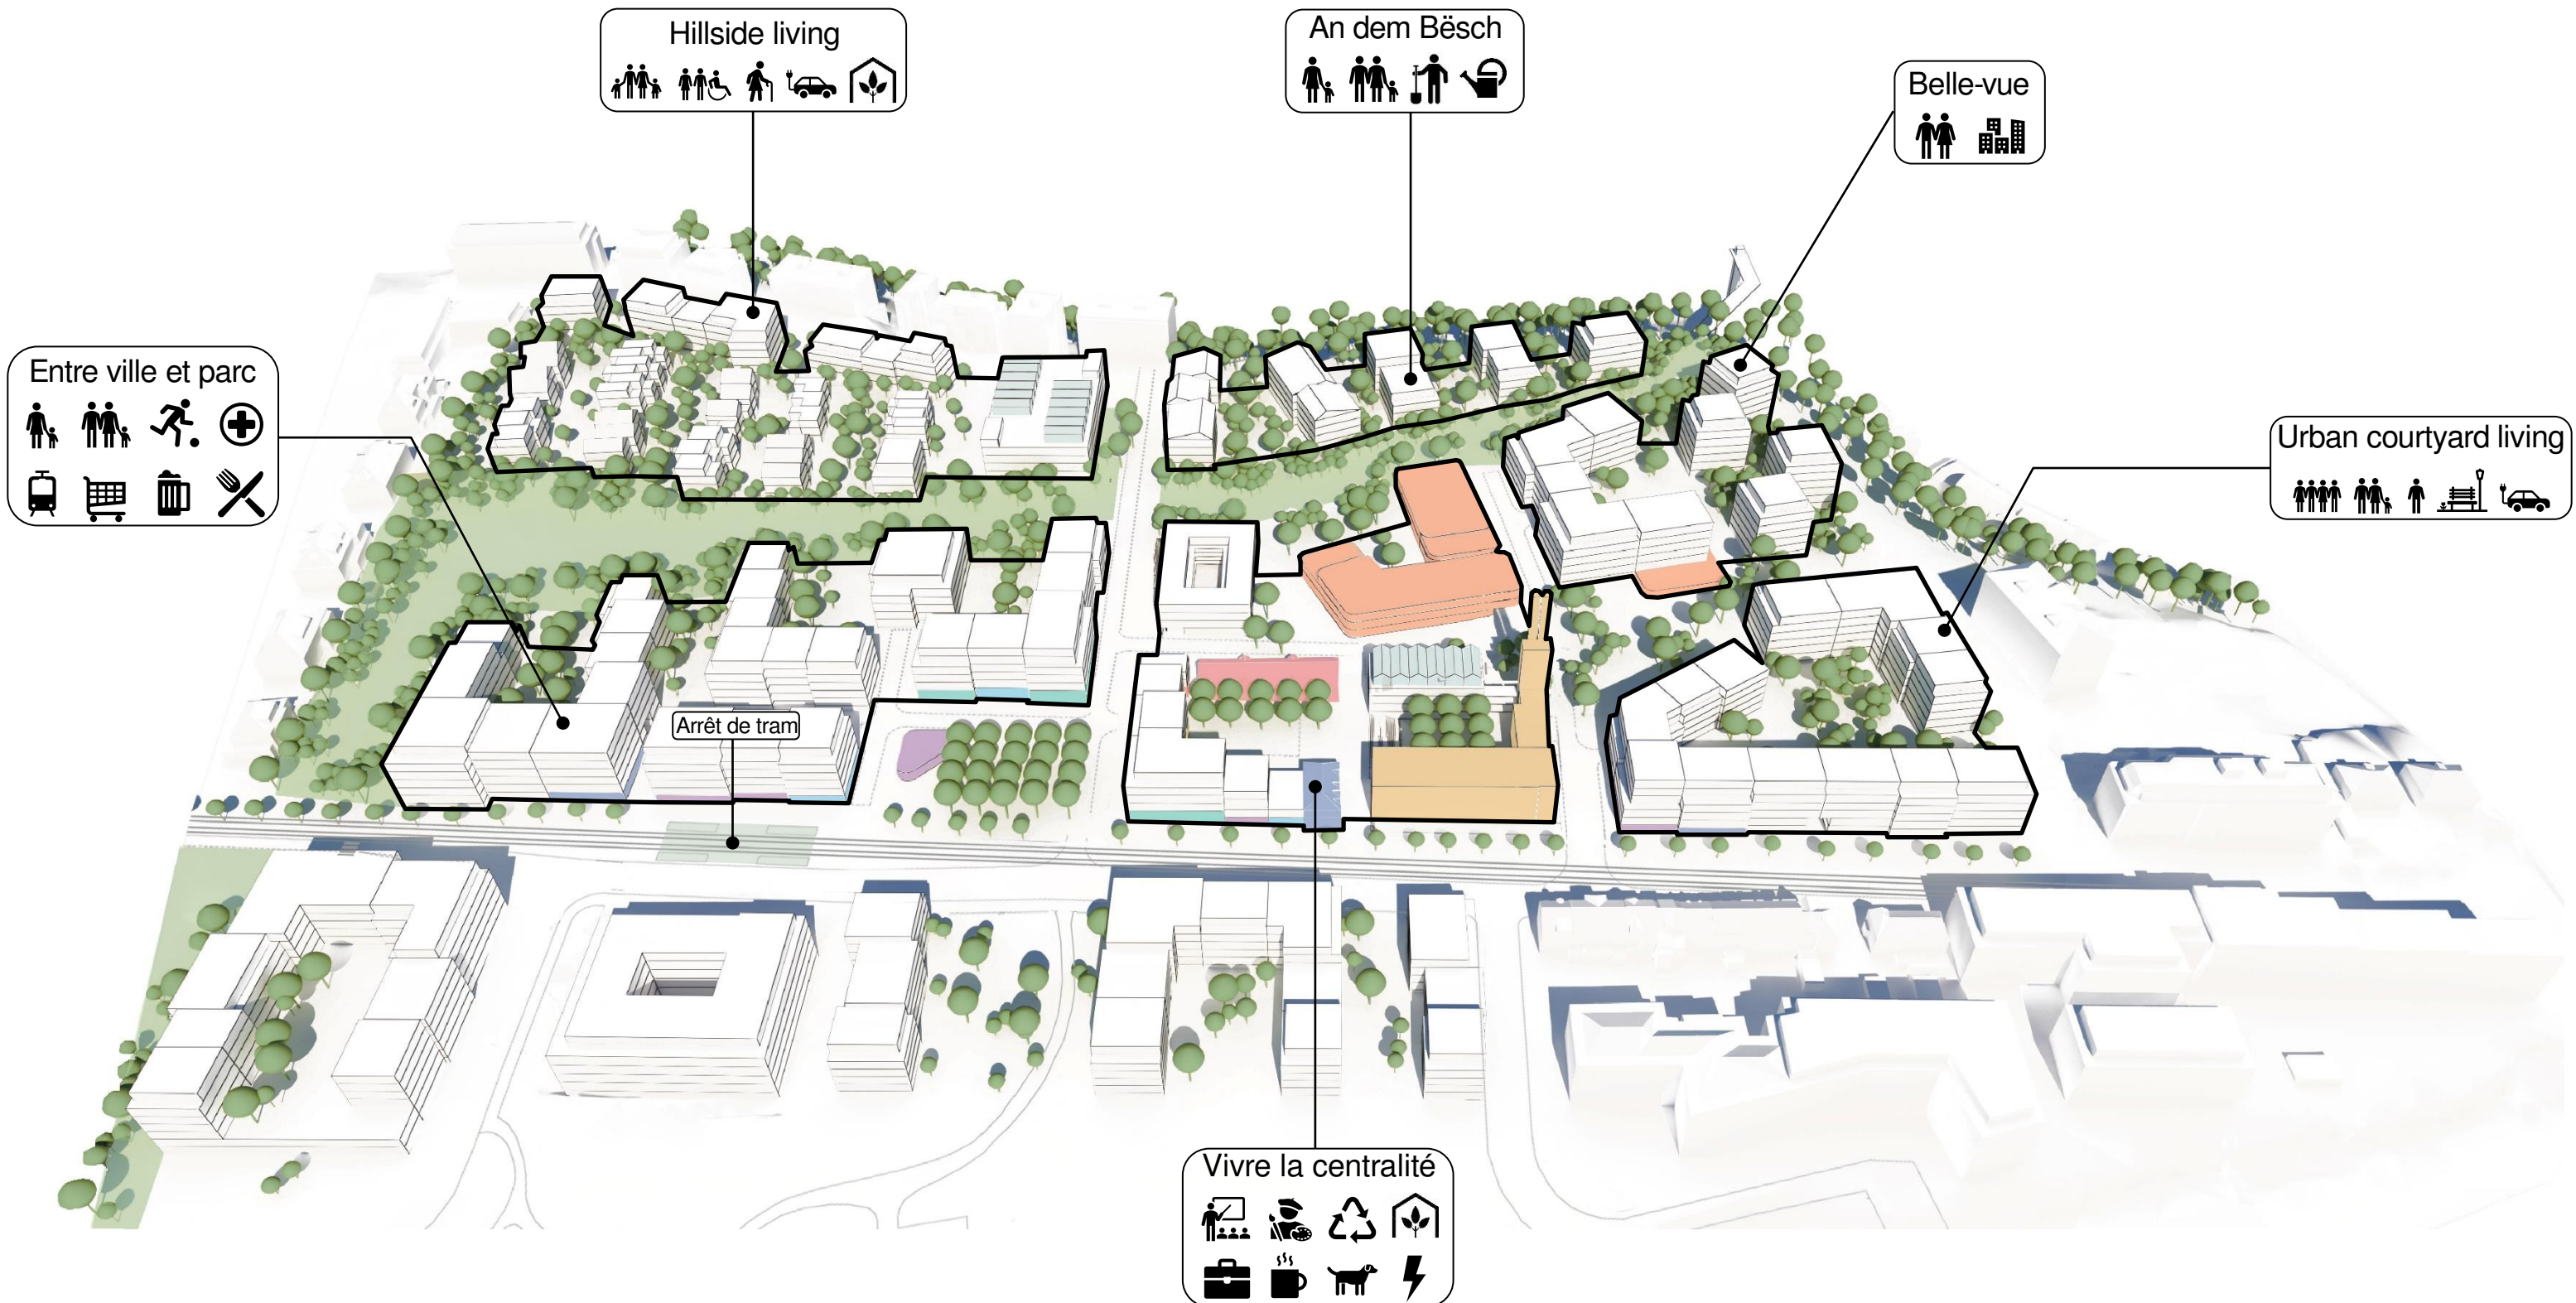 Hillside living
An dem Bësch
Belle-vue
Entre ville et parc
Urban courtyard living
Arrêt de tram
Vivre la centralité